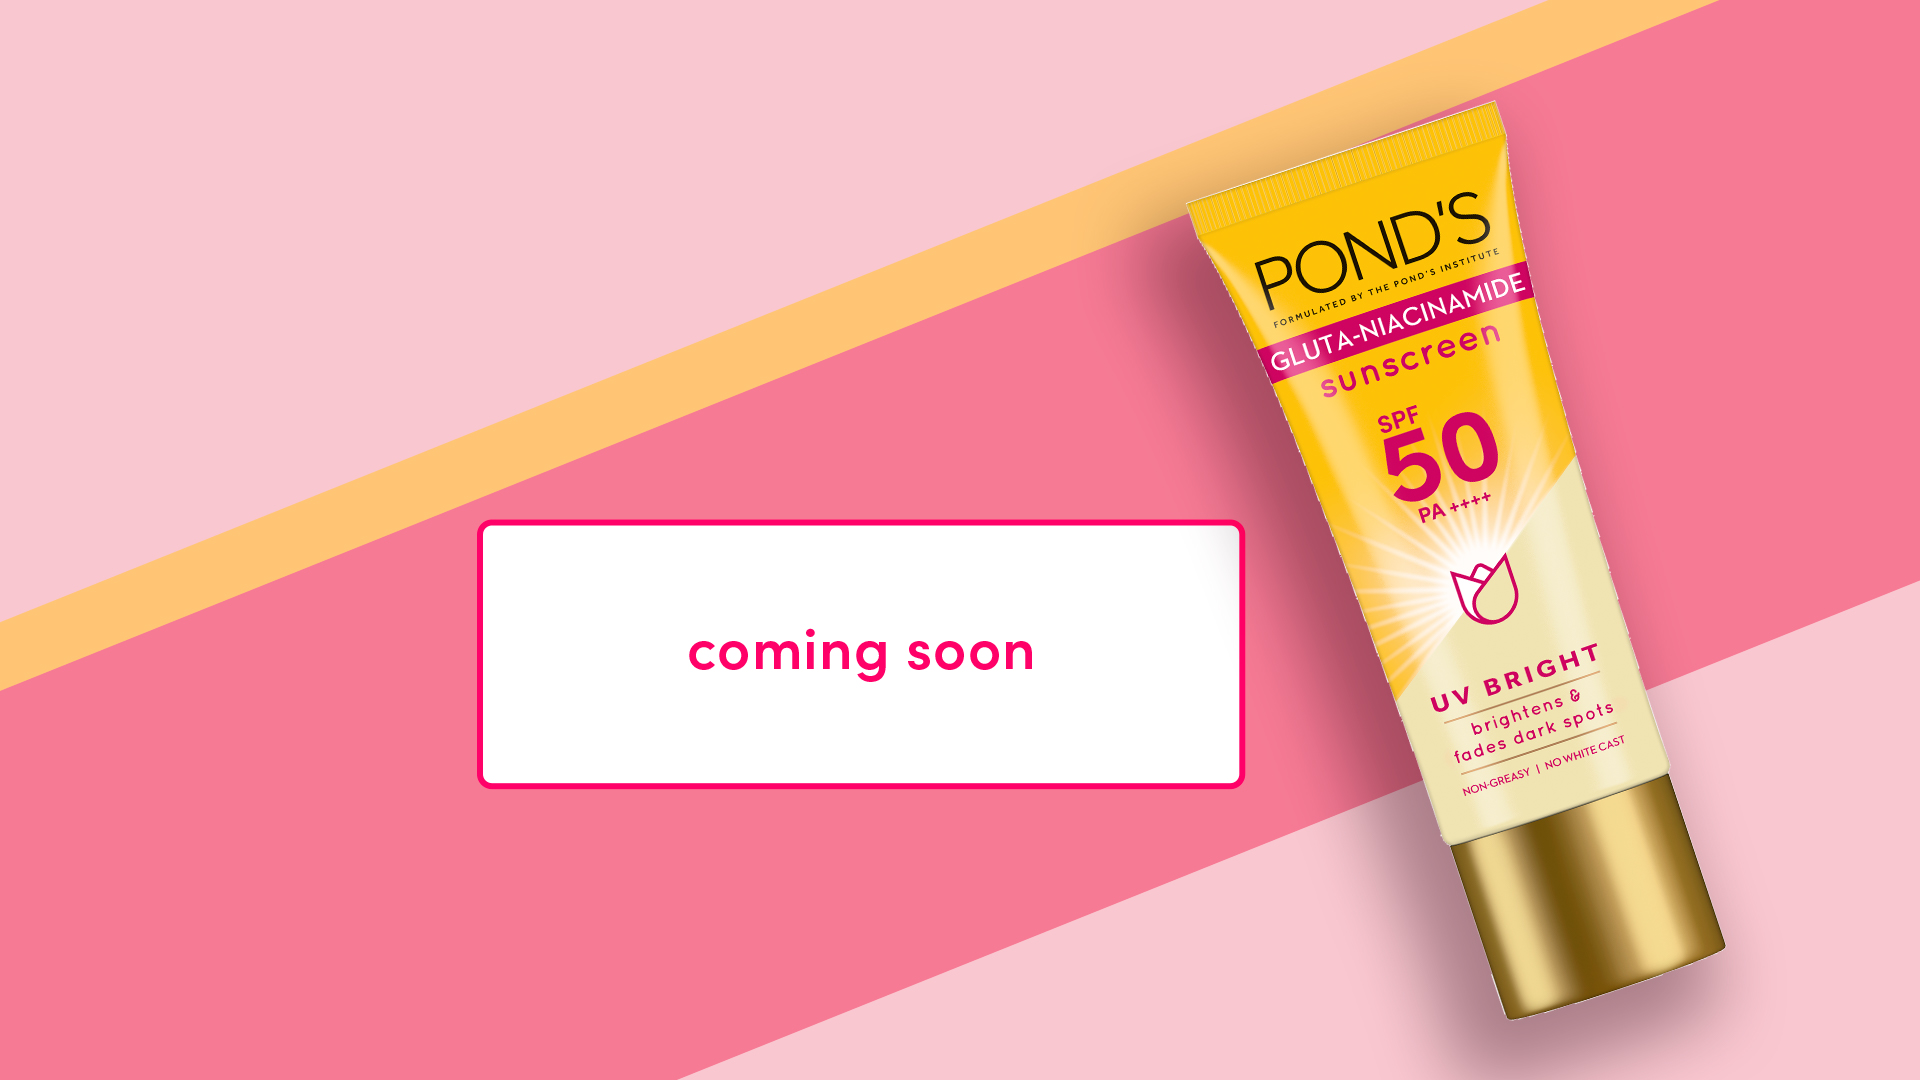 coming soon
POND'S
FORMULATED BY THE POND'S INSTITUTE
GLUTA-NIACINAMIDE
sunscreen
SPF
50
PA ++++
UV BRIGHT
brightens &
fades dark spots
NON-GREASY | NO WHITE CAST